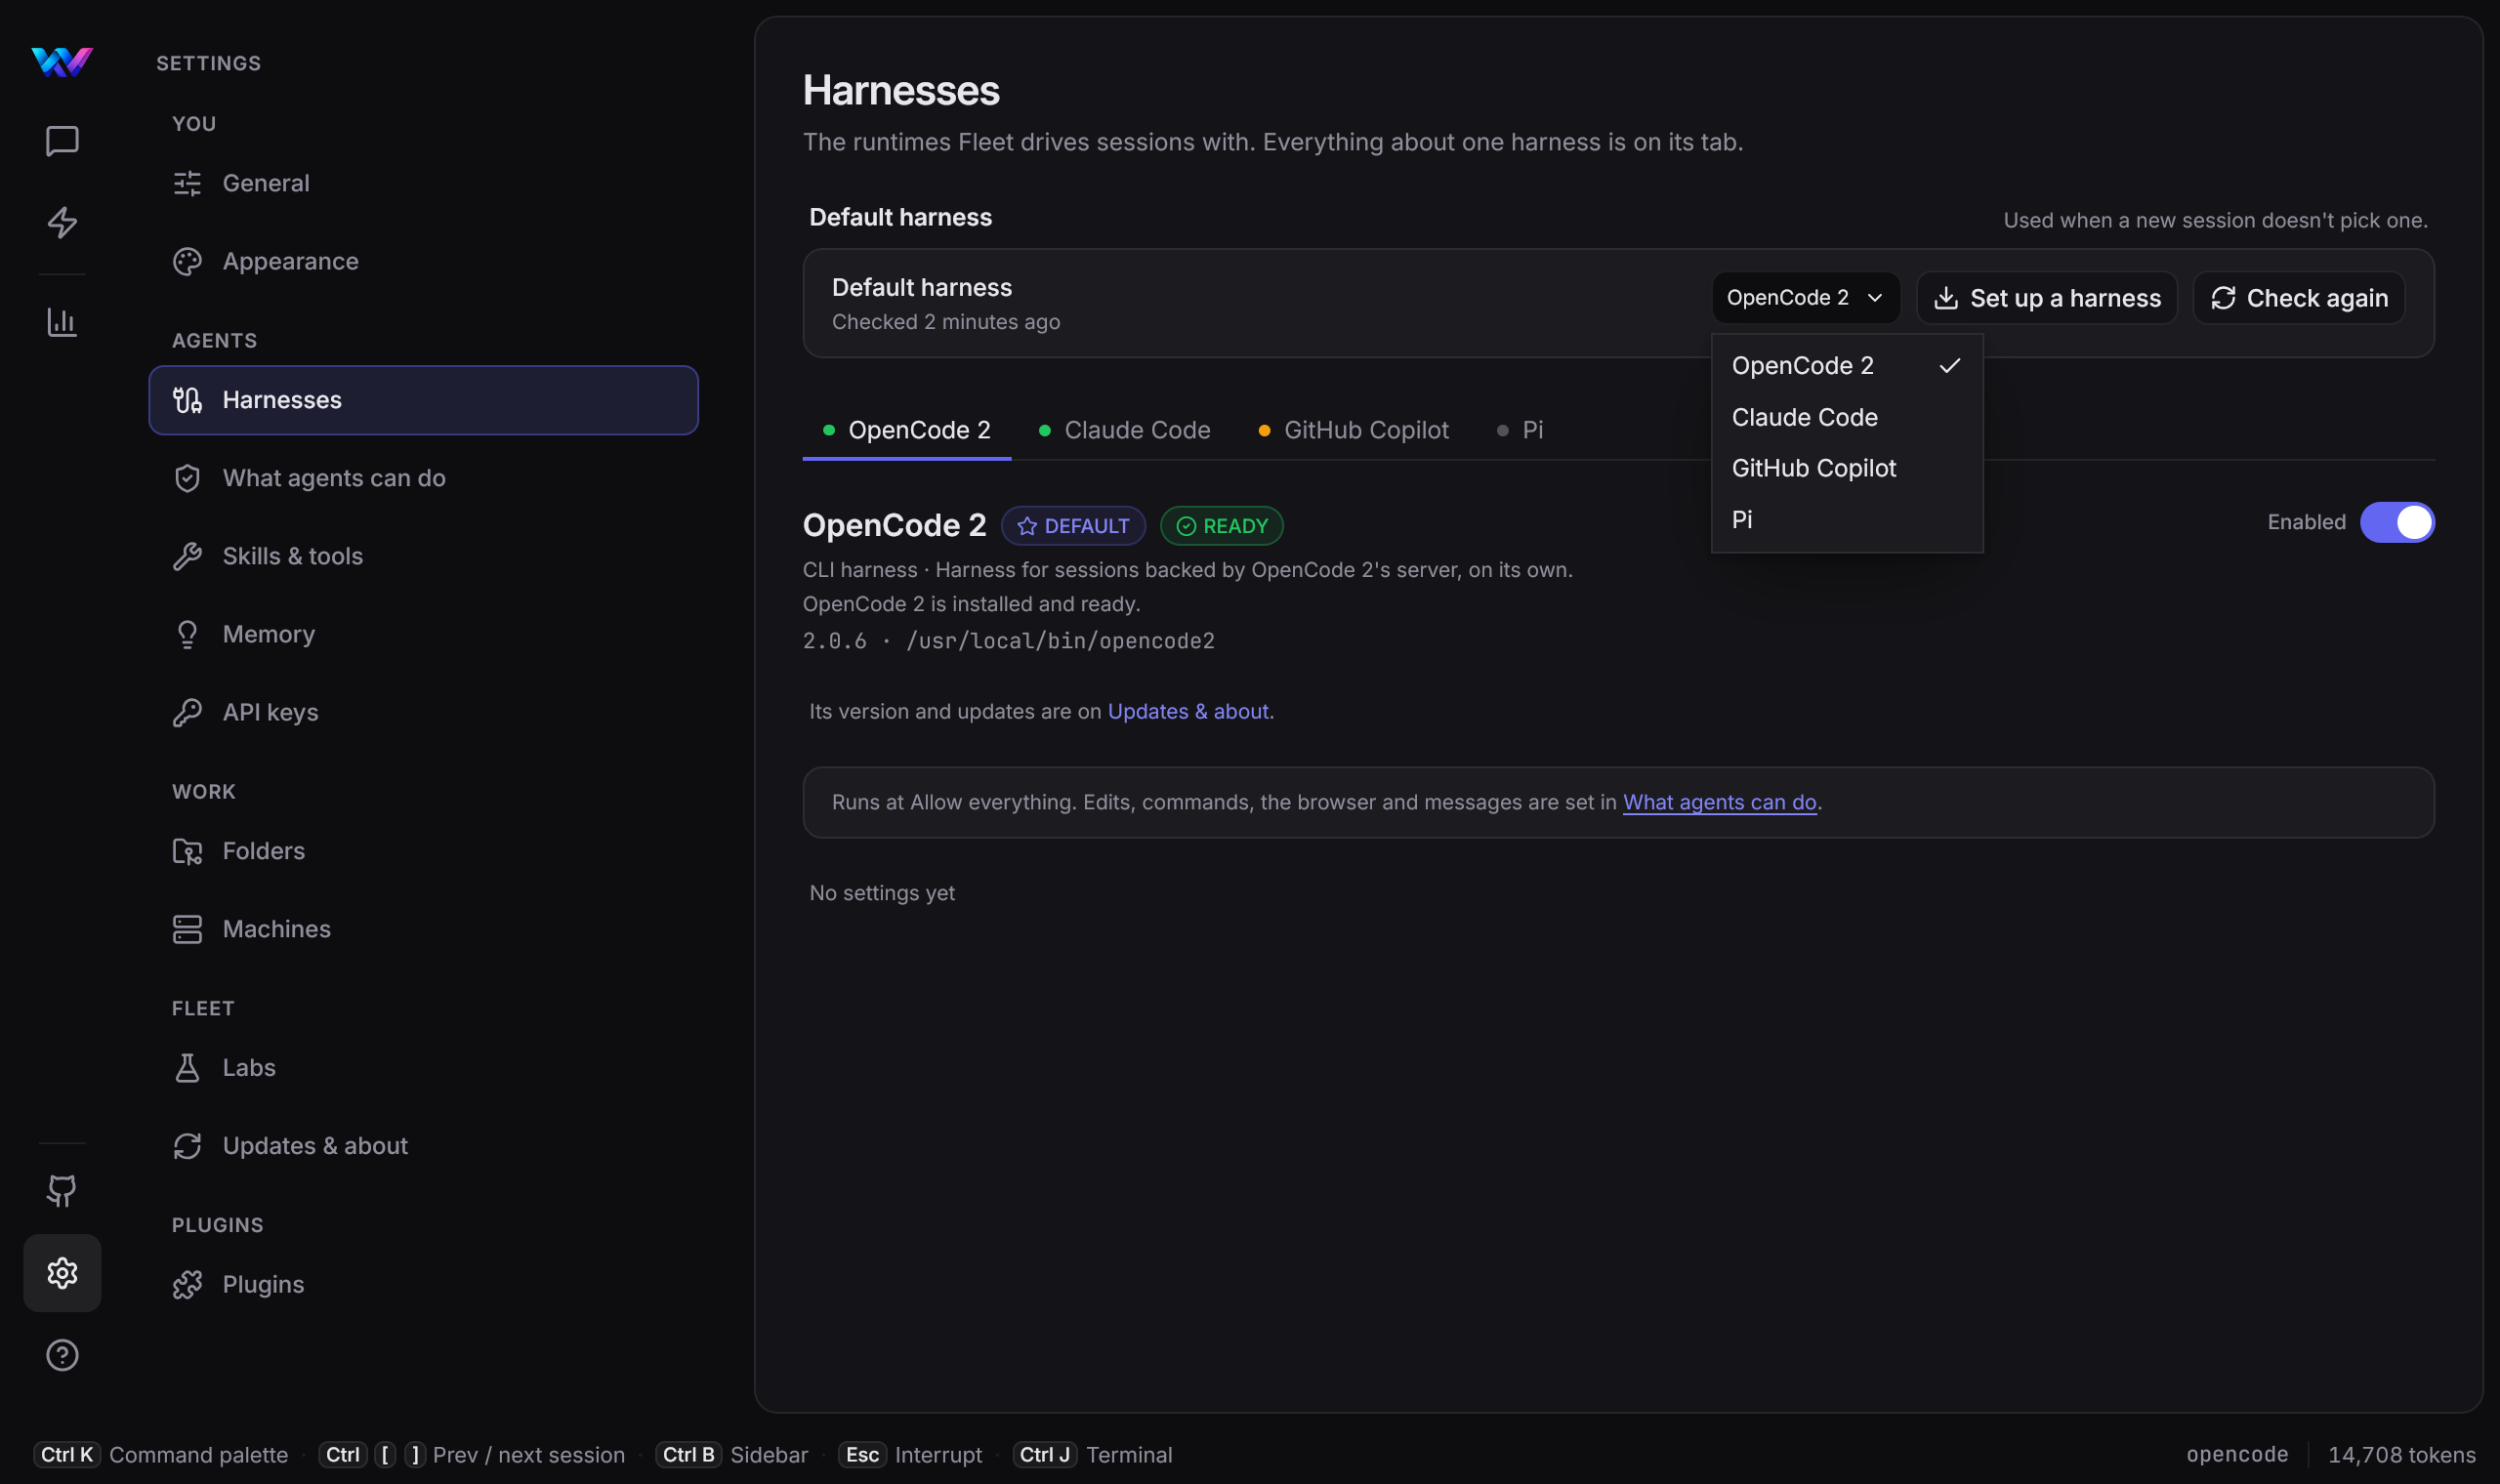 SETTINGS
YOU
General
Appearance
AGENTS
Harnesses
What agents can do
Skills & tools
Memory
API keys
WORK
Folders
Machines
FLEET
Labs
Updates & about
PLUGINS
Plugins
Harnesses
The runtimes Fleet drives sessions with. Everything about one harness is on its tab.
Default harness
Used when a new session doesn't pick one.
Default harness
Checked 2 minutes ago
OpenCode 2
Set up a harness
Check again
OpenCode 2
Claude Code
GitHub Copilot
Pi
OpenCode 2
Claude Code
GitHub Copilot
Pi
OpenCode 2
DEFAULT
READY
Enabled
CLI harness · Harness for sessions backed by OpenCode 2's server, on its own.
OpenCode 2 is installed and ready.
2.0.6 · /usr/local/bin/opencode2
Its version and updates are on Updates & about.
Runs at Allow everything. Edits, commands, the browser and messages are set in What agents can do.
No settings yet
Ctrl K Command palette · Ctrl [ ] Prev / next session · Ctrl B Sidebar · Esc Interrupt · Ctrl J Terminal
opencode
14,708 tokens